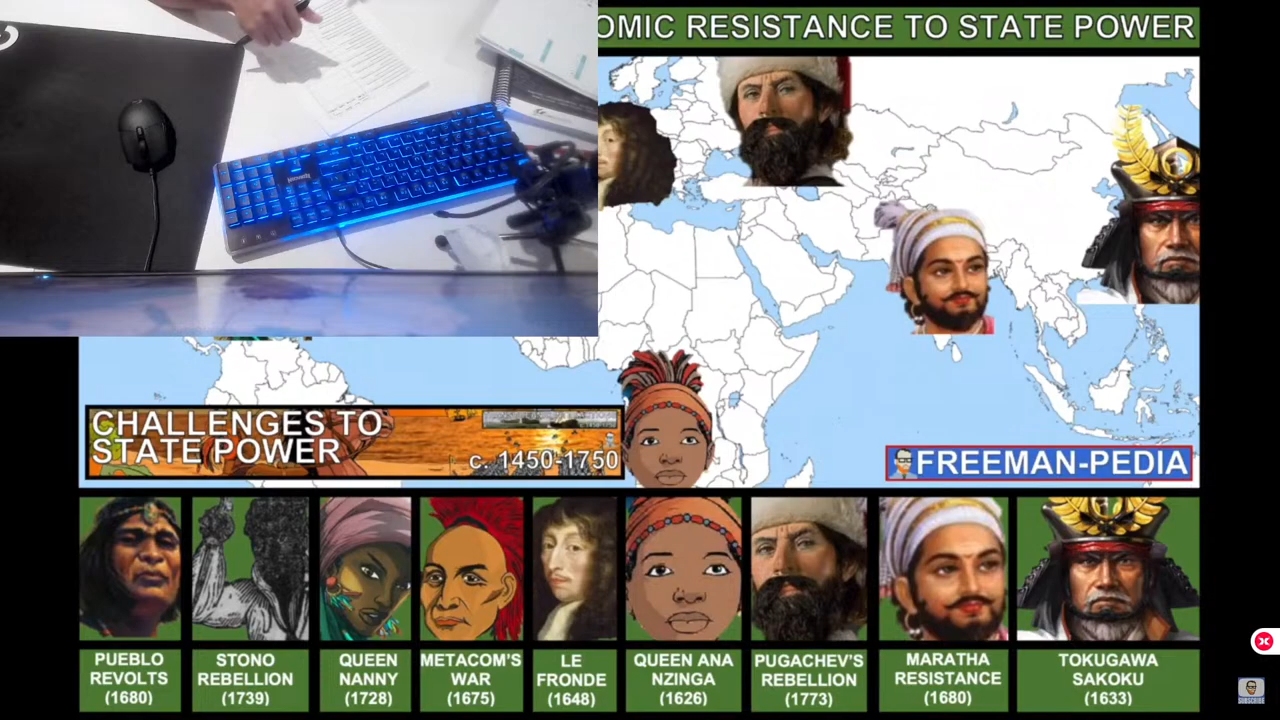 OMIC RESISTANCE TO STATE POWER
CHALLENGES TO
STATE POWER
c. 1450-1750
FREEMAN-PEDIA
PUEBLO
REVOLTS
(1680)
STONO
REBELLION
(1739)
QUEEN
NANNY
(1728)
METACOM'S
WAR
(1675)
LE
FRONDE
(1648)
QUEEN ANA
NZINGA
(1626)
PUGACHEV'S
REBELLION
(1773)
MARATHA
RESISTANCE
(1680)
TOKUGAWA
SAKOKU
(1633)
SUBSCRIBE